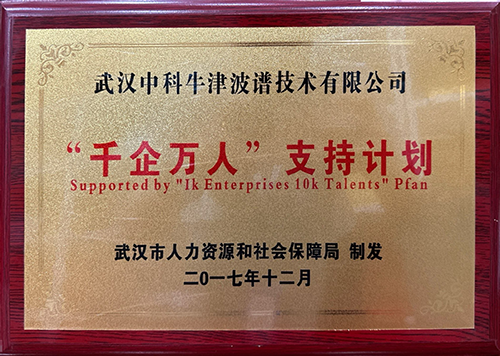 武汉中科牛津波谱技术有限公司
“千企万人”支持计划
Supported by "Ik Enterprises 10k Talents" Pfan
武汉市人力资源和社会保障局 制发
二〇一七年十二月